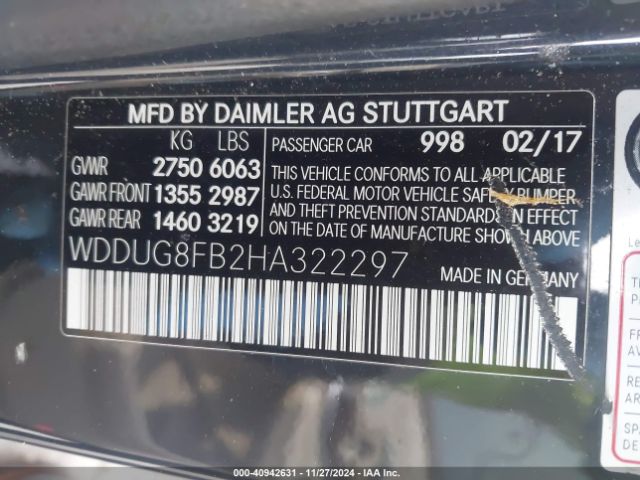 MFD BY DAIMLER AG STUTTGART
KG LBS
PASSENGER CAR 998 02/17
GVWR 2750 6063
GAWR FRONT 1355 2987
GAWR REAR 1460 3219
THIS VEHICLE CONFORMS TO ALL APPLICABLE
U.S. FEDERAL MOTOR VEHICLE SAFETY BUMPER
AND THEFT PREVENTION STANDARDS IN EFFECT
ON THE DATE OF MANUFACTURE SHOWN ABOVE
WDDUG8FB2HA322297
MADE IN GERMANY
000-40942631 - 11/27/2024 - IAA Inc.